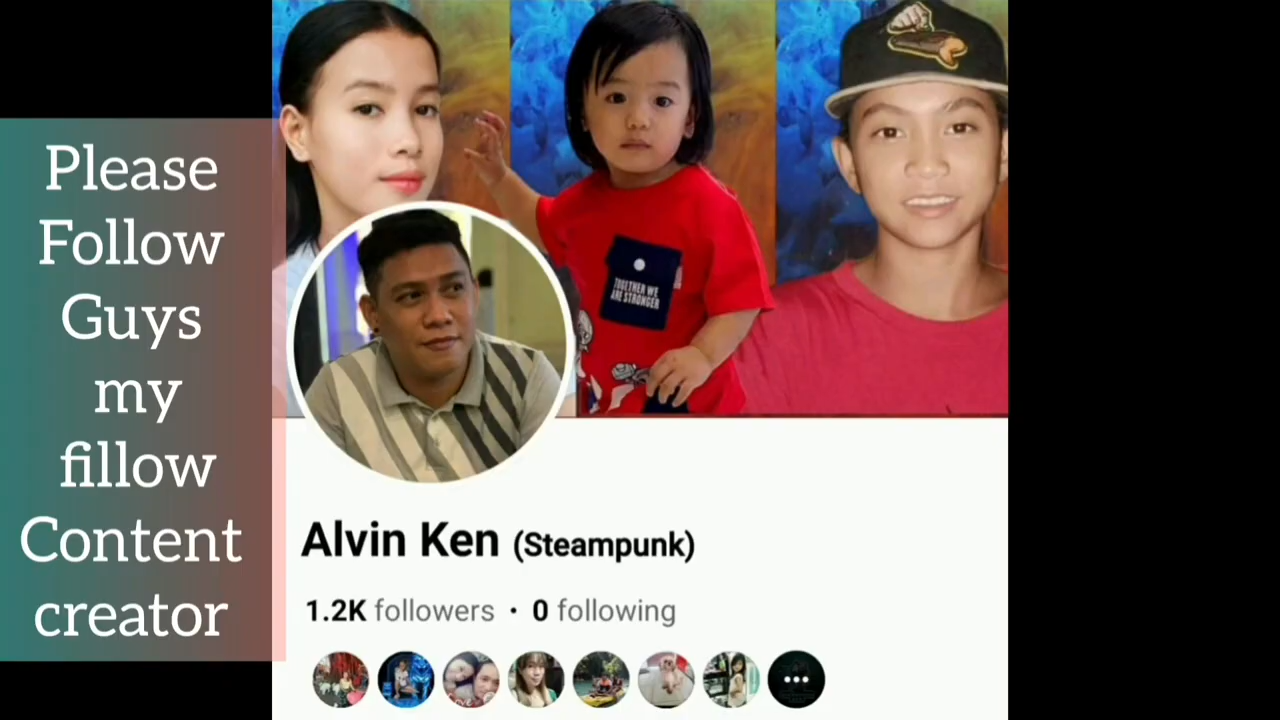 Please
Follow
Guys
my
fillow
Content
creator
TOGETHER WE
ARE STRONGER
Alvin Ken (Steampunk)
1.2K followers · 0 following